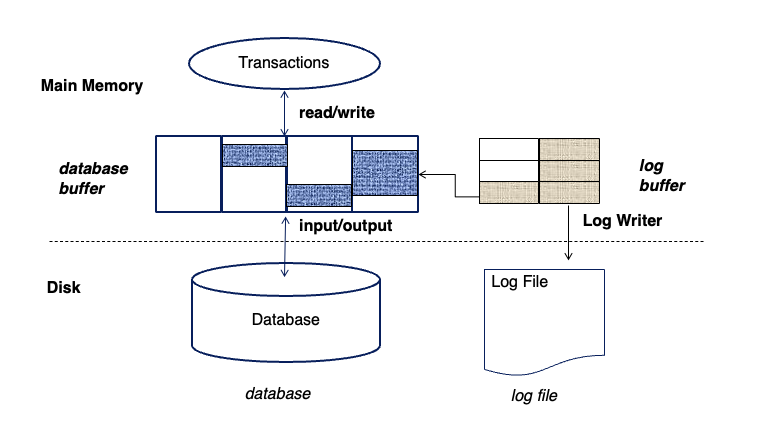 Transactions
Main Memory
read/write
database
buffer
log
buffer
input/output
Log Writer
Disk
Log File
Database
database
log file